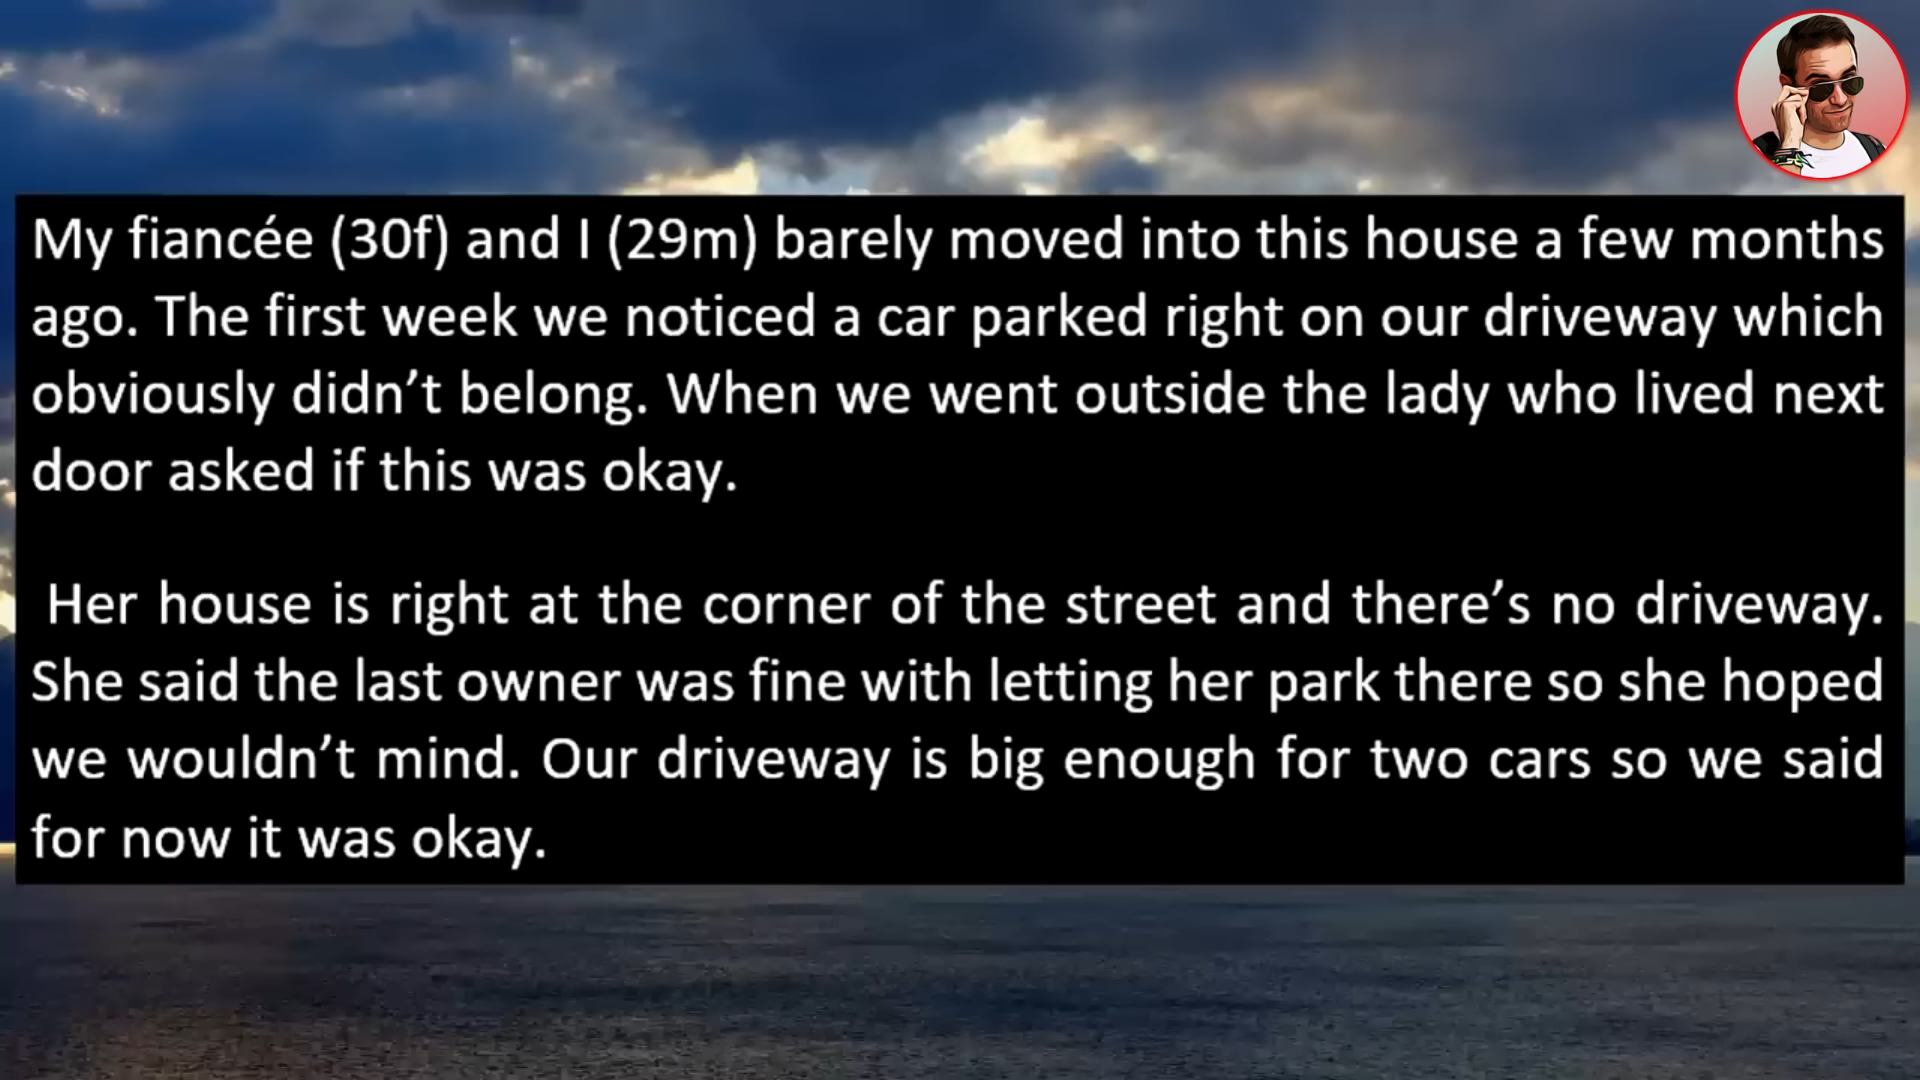 My fiancée (30f) and I (29m) barely moved into this house a few months
ago. The first week we noticed a car parked right on our driveway which
obviously didn’t belong. When we went outside the lady who lived next
door asked if this was okay.
Her house is right at the corner of the street and there’s no driveway.
She said the last owner was fine with letting her park there so she hoped
we wouldn’t mind. Our driveway is big enough for two cars so we said
for now it was okay.